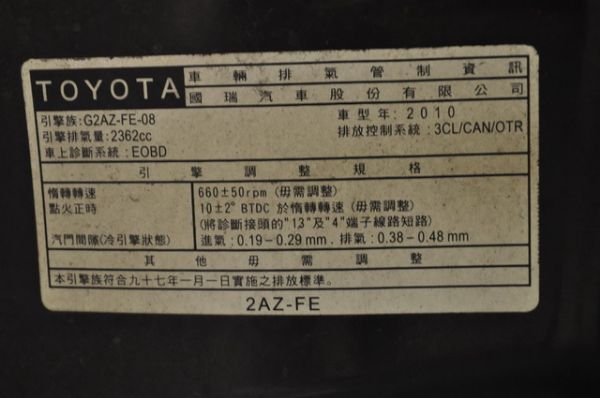 TOYOTA
車輛排氣管制資訊
國瑞汽車股份有限公司
引擎族:G2AZ-FE-08
車型年:2010
引擎排氣量:2362cc
排放控制系統:3CL/CAN/OTR
車上診斷系統:EOBD
引擎調整規格
惰轉轉速 660±50rpm (毋需調整)
點火正時 10±2° BTDC 於惰轉轉速 (毋需調整)
(將診斷接頭的"13"及"4"端子線路短路)
汽門間隙(冷引擎狀態) 進氣:0.19-0.29 mm﹐排氣:0.38-0.48 mm
其他毋需調整
本引擎族符合九十七年一月一日實施之排放標準。
2AZ-FE